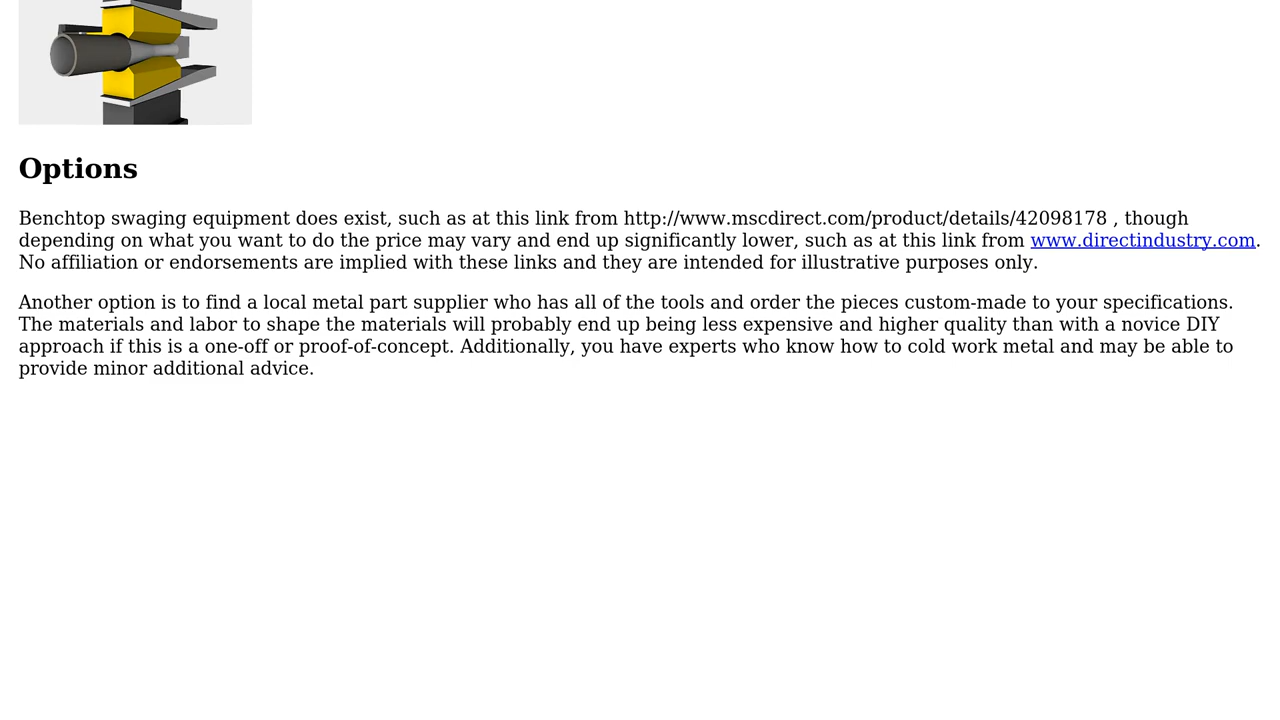 Options
Benchtop swaging equipment does exist, such as at this link from http://www.mscdirect.com/product/details/42098178 , though
depending on what you want to do the price may vary and end up significantly lower, such as at this link from www.directindustry.com.
No affiliation or endorsements are implied with these links and they are intended for illustrative purposes only.
Another option is to find a local metal part supplier who has all of the tools and order the pieces custom-made to your specifications.
The materials and labor to shape the materials will probably end up being less expensive and higher quality than with a novice DIY
approach if this is a one-off or proof-of-concept. Additionally, you have experts who know how to cold work metal and may be able to
provide minor additional advice.